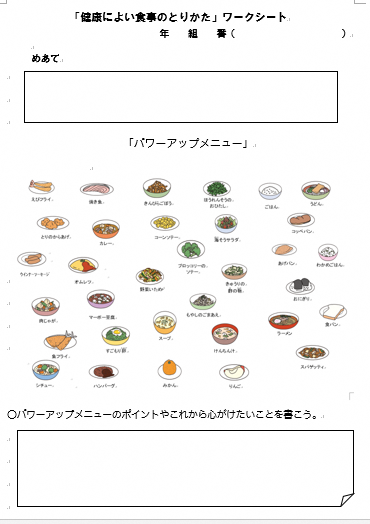 「健康によい食事のとりかた」ワークシート
年　組　番（　　　　　　）
めあて
「パワーアップメニュー」
えびフライ
焼き魚
きんぴらごぼう
ほうれんそうの
おひたし
ごはん
うどん
とりのからあげ
カレー
コーンソテー
海そうサラダ
コッペパン
ウインナーソーセージ
オムレツ
野菜いため
ブロッコリーの
ソテー
きゅうりの
酢の物
あげパン
わかめごはん
肉じゃが
マーボー豆腐
もやしのごまあえ
おにぎり
魚フライ
すごもり卵
スープ
けんちん汁
ラーメン
食パン
シチュー
ハンバーグ
みかん
りんご
スパゲッティ
〇パワーアップメニューのポイントやこれから心がけたいことを書こう。